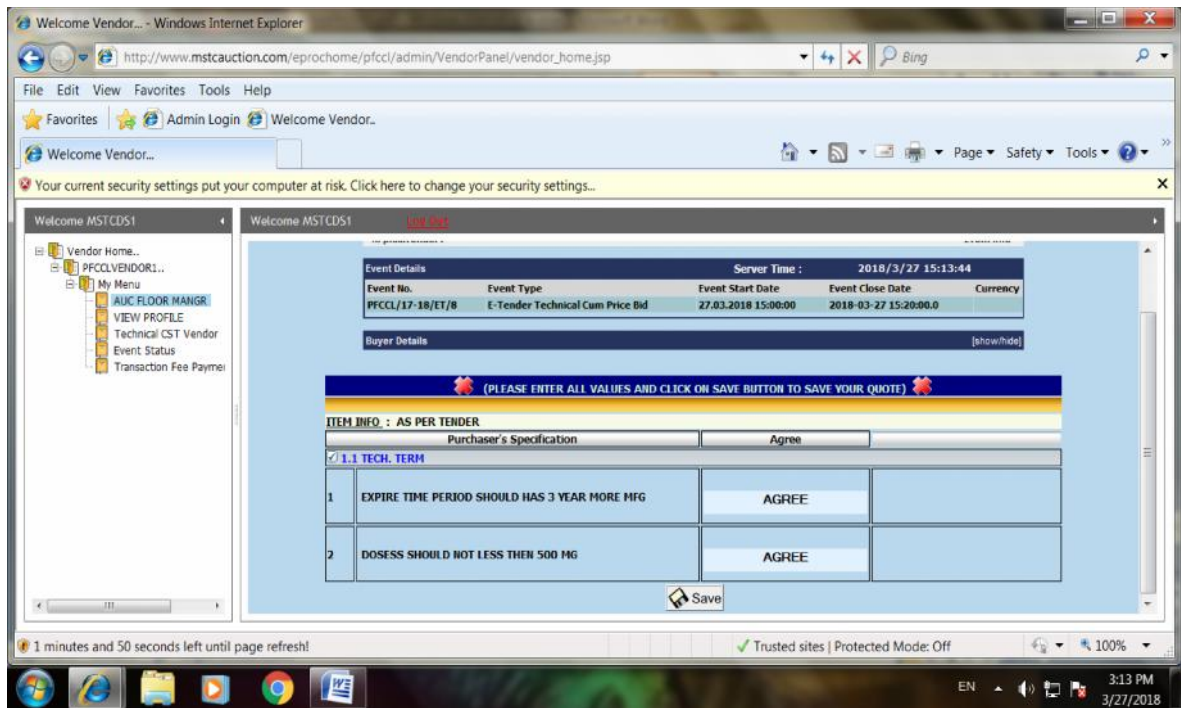 Welcome Vendor... - Windows Internet Explorer
http://www.mstcauction.com/eprochome/pfccl/admin/VendorPanel/vendor_home.jsp
Bing
File Edit View Favorites Tools Help
Favorites Admin Login Welcome Vendor..
Welcome Vendor... Page Safety Tools
Your current security settings put your computer at risk. Click here to change your security settings...
Welcome MSTCDS1 Welcome MSTCDS1 Log Out
Vendor Home..
PFCCLVENDOR1..
My Menu
AUC FLOOR MANGR
VIEW PROFILE
Technical CST Vendor
Event Status
Transaction Fee Paymei
Event Details Server Time : 2018/3/27 15:13:44
Event No. Event Type Event Start Date Event Close Date Currency
PFCCL/17-18/ET/8 E-Tender Technical Cum Price Bid 27.03.2018 15:00:00 2018-03-27 15:20:00.0
Buyer Details [show/hide]
(PLEASE ENTER ALL VALUES AND CLICK ON SAVE BUTTON TO SAVE YOUR QUOTE)
ITEM INFO : AS PER TENDER
Purchaser's Specification Agree
1.1 TECH. TERM
1 EXPIRE TIME PERIOD SHOULD HAS 3 YEAR MORE MFG AGREE
2 DOSESS SHOULD NOT LESS THEN 500 MG AGREE
Save
1 minutes and 50 seconds left until page refresh! Trusted sites | Protected Mode: Off 100%
EN 3:13 PM
3/27/2018